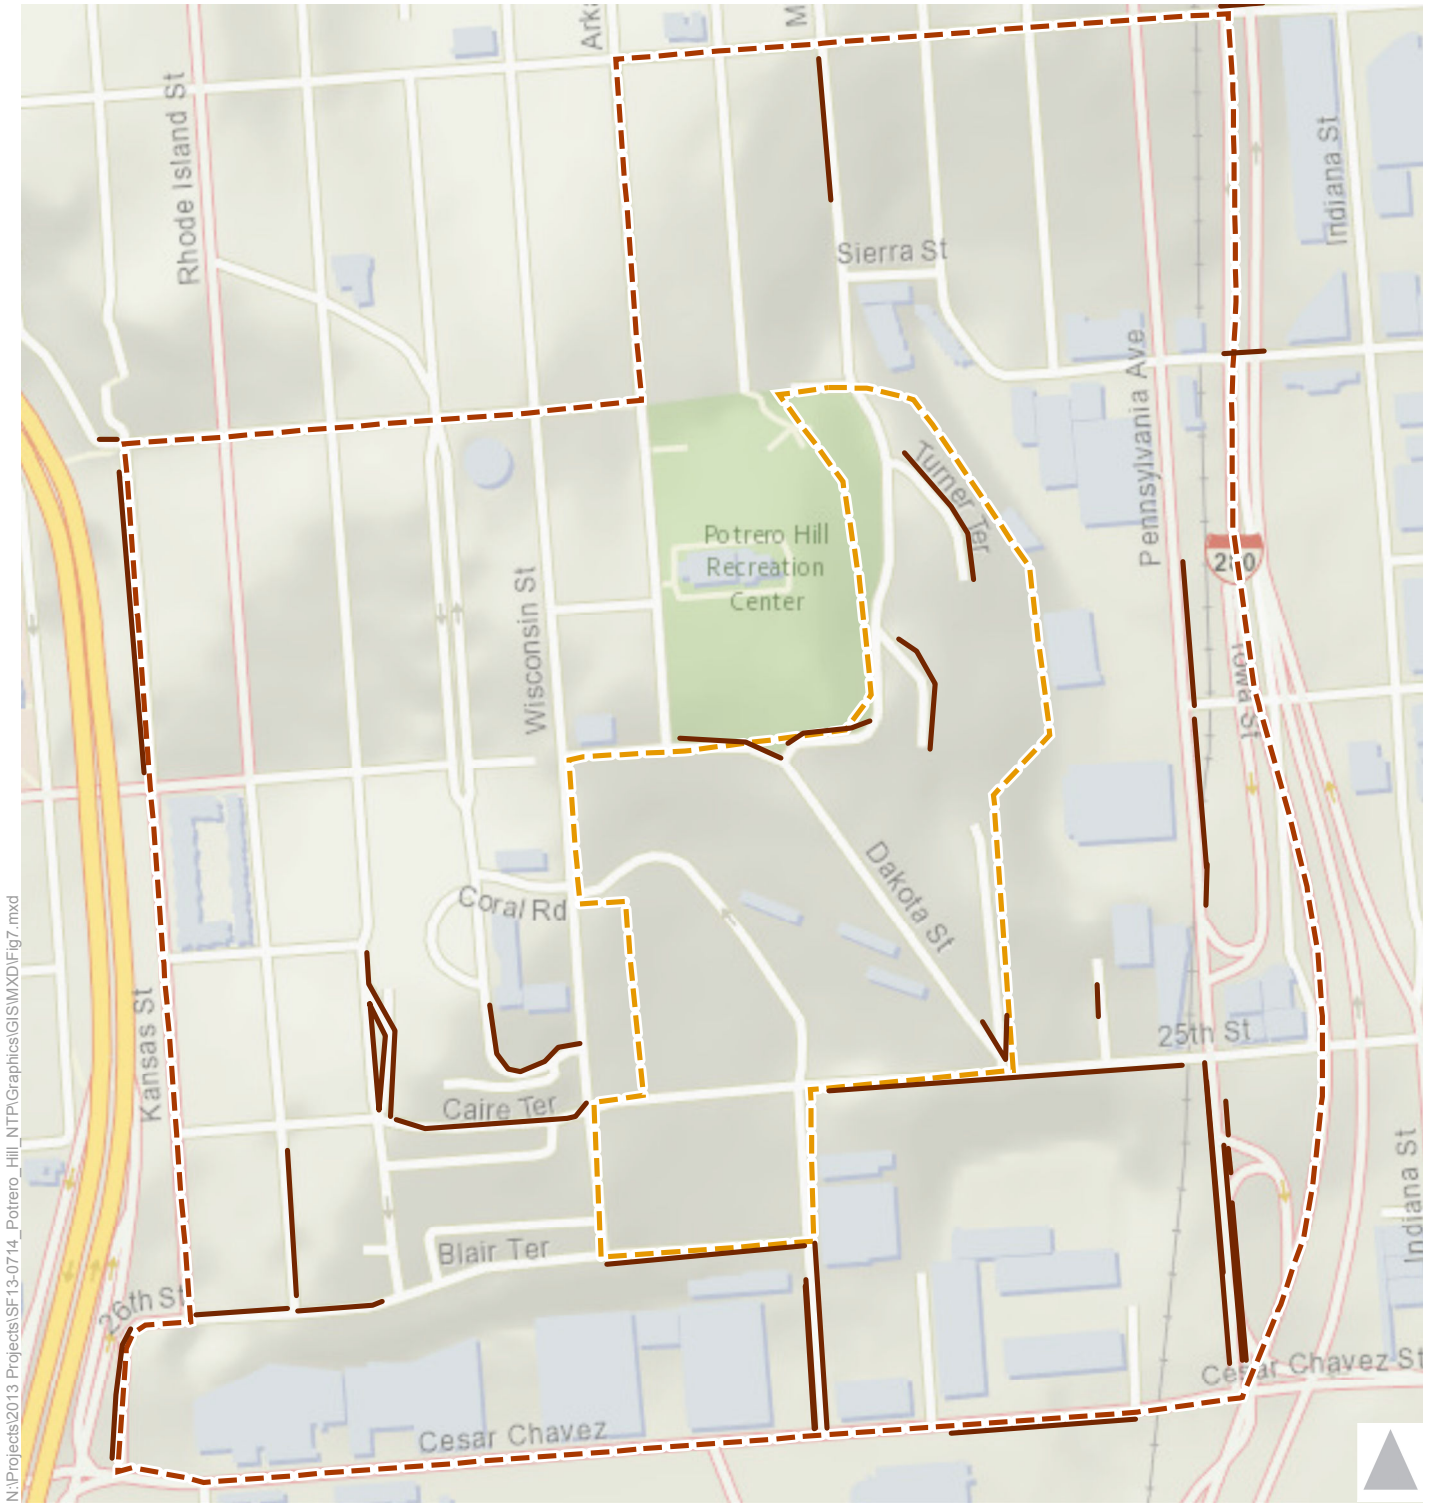 Rhode Island St
Indiana St
Sierra St
Pennsylvania Ave
Turner Ter
Potrero Hill
Recreation
Center
280
Wisconsin St
Iowa St
Dakota St
Coral Rd
Kansas St
25th St
Caire Ter
Indiana St
Blair Ter
26th St
Cesar Chavez St
Cesar Chavez
N:\Projects\2013 Projects\SF13-0714_Potrero_Hill_NTP\Graphics\GIS\MXD\Fig7.mxd